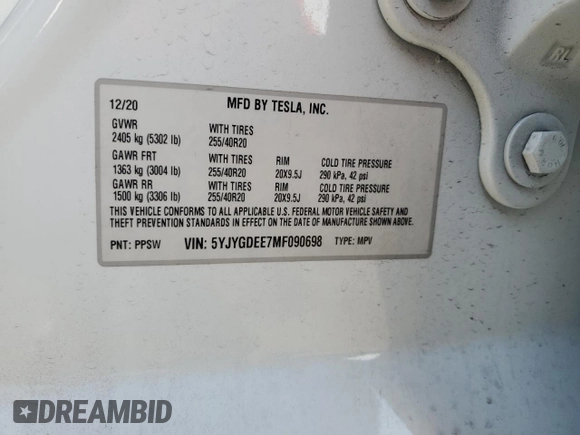 RL
12/20 MFD BY TESLA, INC.
GVWR WITH TIRES
2405 kg (5302 lb) 255/40R20
GAWR FRT WITH TIRES RIM COLD TIRE PRESSURE
1363 kg (3004 lb) 255/40R20 20X9.5J 290 kPa, 42 psi
GAWR RR WITH TIRES RIM COLD TIRE PRESSURE
1500 kg (3306 lb) 255/40R20 20X9.5J 290 kPa, 42 psi
THIS VEHICLE CONFORMS TO ALL APPLICABLE U.S. FEDERAL MOTOR VEHICLE SAFETY AND
THEFT PREVENTION STANDARDS IN EFFECT ON THE DATE OF MANUFACTURE SHOWN ABOVE.
PNT: PPSW VIN: 5YJYGDEE7MF090698 TYPE: MPV
DREAMBID